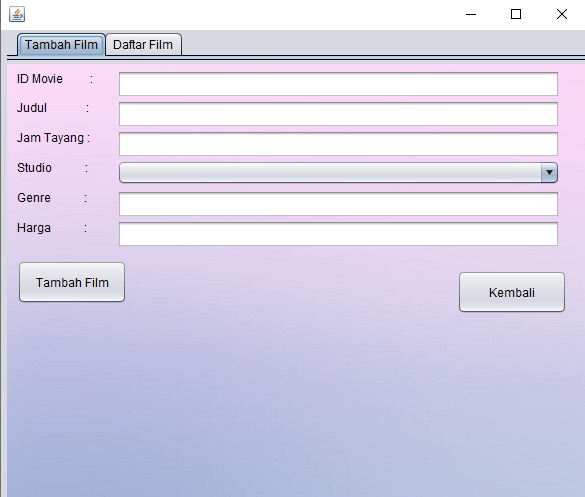 Tambah Film Daftar Film
ID Movie :
Judul :
Jam Tayang :
Studio :
Genre :
Harga :
Tambah Film
Kembali